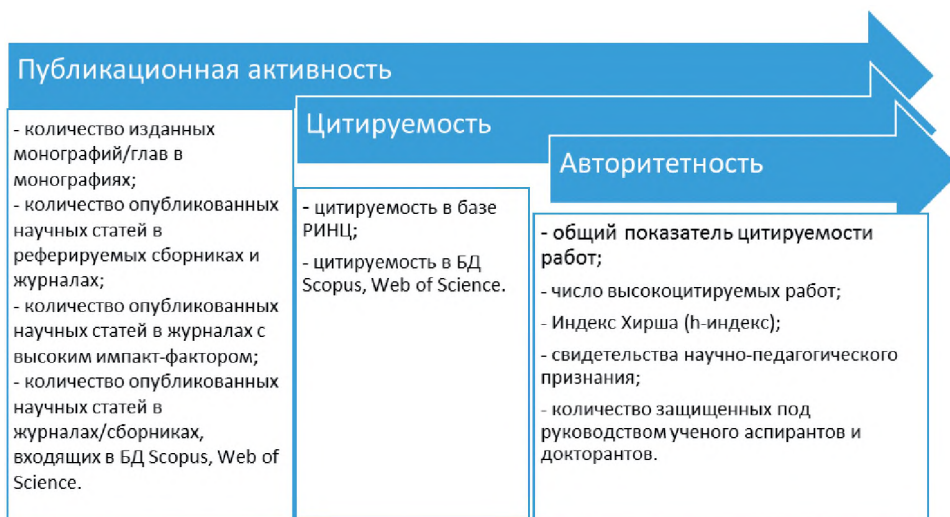 Публикационная активность
- количество изданных
монографий/глав в
монографиях;
- количество опубликованных
научных статей в
реферируемых сборниках и
журналах;
- количество опубликованных
научных статей в журналах с
высоким импакт-фактором;
- количество опубликованных
научных статей в
журналах/сборниках,
входящих в БД Scopus, Web of
Science.
Цитируемость
- цитируемость в базе
РИНЦ;
- цитируемость в БД
Scopus, Web of Science.
Авторитетность
- общий показатель цитируемости
работ;
- число высокоцитируемых работ;
- Индекс Хирша (h-индекс);
- свидетельства научно-педагогического
признания;
- количество защищенных под
руководством ученого аспирантов и
докторантов.